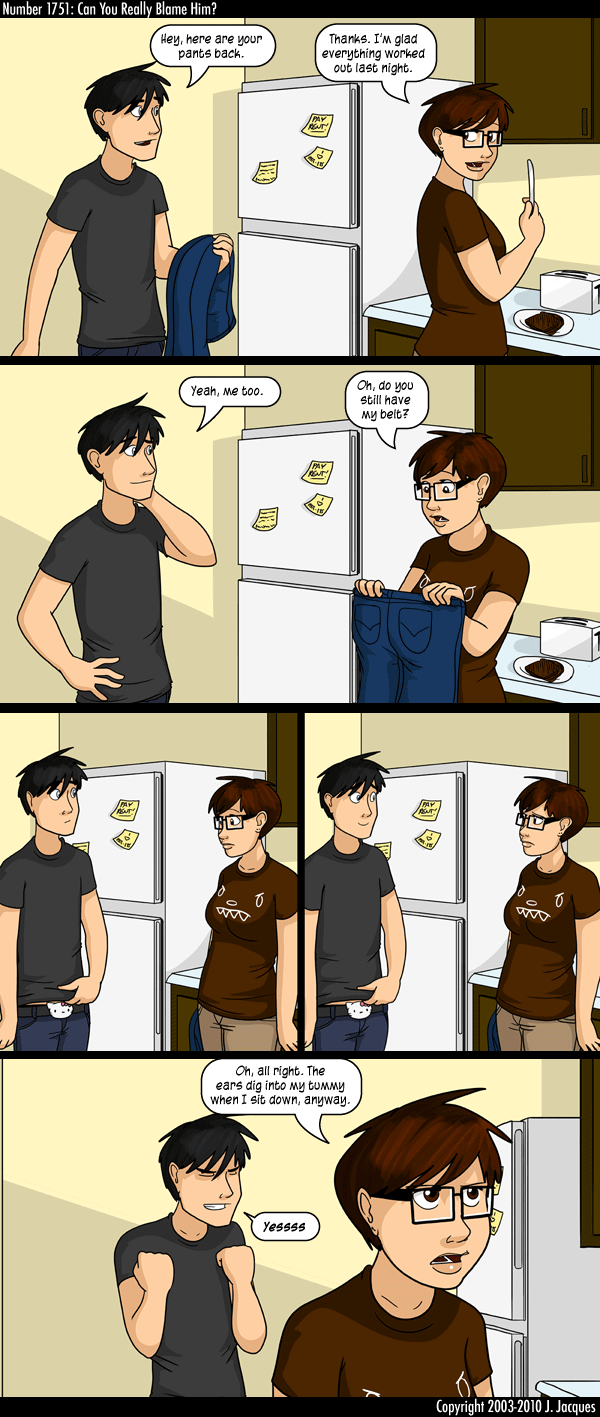 Number 1751: Can You Really Blame Him?
Hey, here are your
pants back.
Thanks. I'm glad
everything worked
out last night.
PAY
RENT!
Yeah, me too.
Oh, do you
still have
my belt?
PAY
RENT!
PAY
RENT!
PAY
RENT!
Oh, all right. The
ears dig into my tummy
when I sit down, anyway.
Yessss
Copyright 2003-2010 J. Jacques